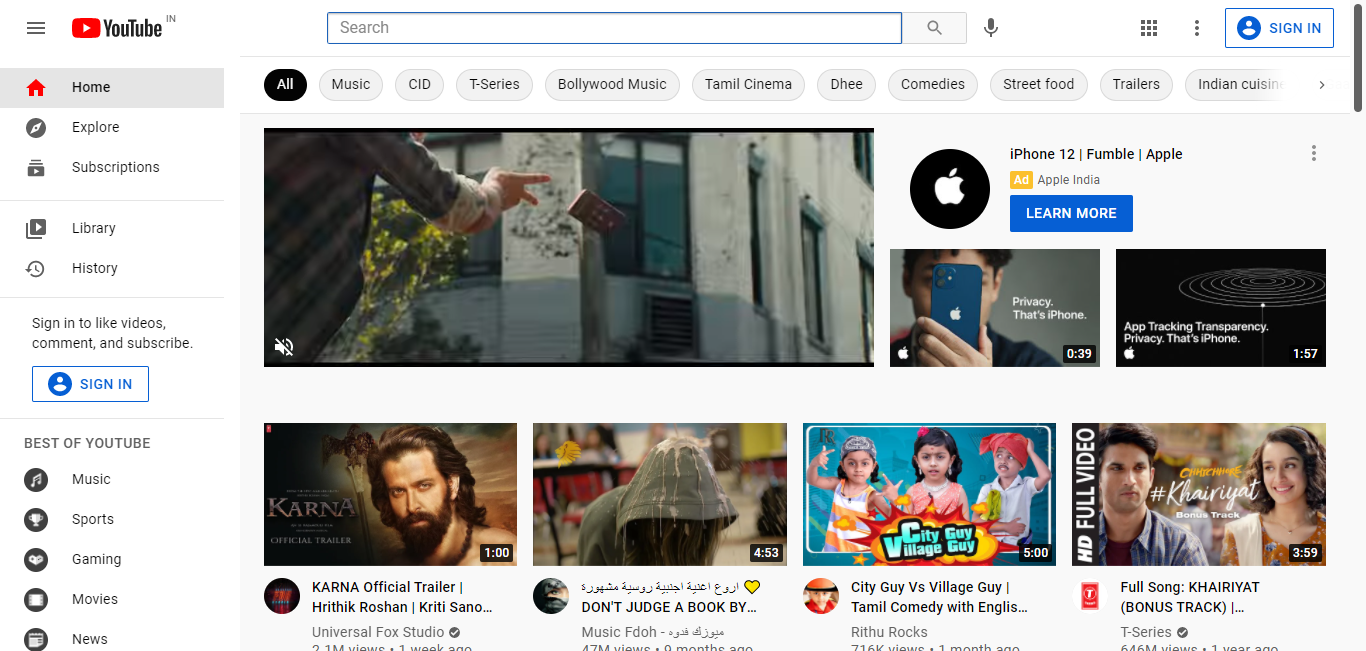 YouTube IN
Search
SIGN IN
Home
Explore
Subscriptions
Library
History
Sign in to like videos,
comment, and subscribe.
SIGN IN
BEST OF YOUTUBE
Music
Sports
Gaming
Movies
News
All Music CID T-Series Bollywood Music Tamil Cinema Dhee Comedies Street food Trailers Indian cuisine
iPhone 12 | Fumble | Apple
Ad Apple India
LEARN MORE
Privacy.
That's iPhone.
0:39
App Tracking Transparency.
Privacy. That's iPhone.
1:57
KARNA
OFFICIAL TRAILER
1:00
KARNA Official Trailer |
Hrithik Roshan | Kriti Sano...
Universal Fox Studio
2.1M views • 1 week ago
4:53
اروع اغنية اجنبية روسية مشهورة 💛
DON'T JUDGE A BOOK BY...
Music Fdoh - ميوزك فدوه
47M views • 9 months ago
City Guy
Village Guy
5:00
City Guy Vs Village Guy |
Tamil Comedy with Englis...
Rithu Rocks
716K views • 1 month ago
HD FULL VIDEO
CHHICHHORE
#Khairiyat
Bonus Track
3:59
Full Song: KHAIRIYAT
(BONUS TRACK) |...
T-Series
646M views • 1 year ago